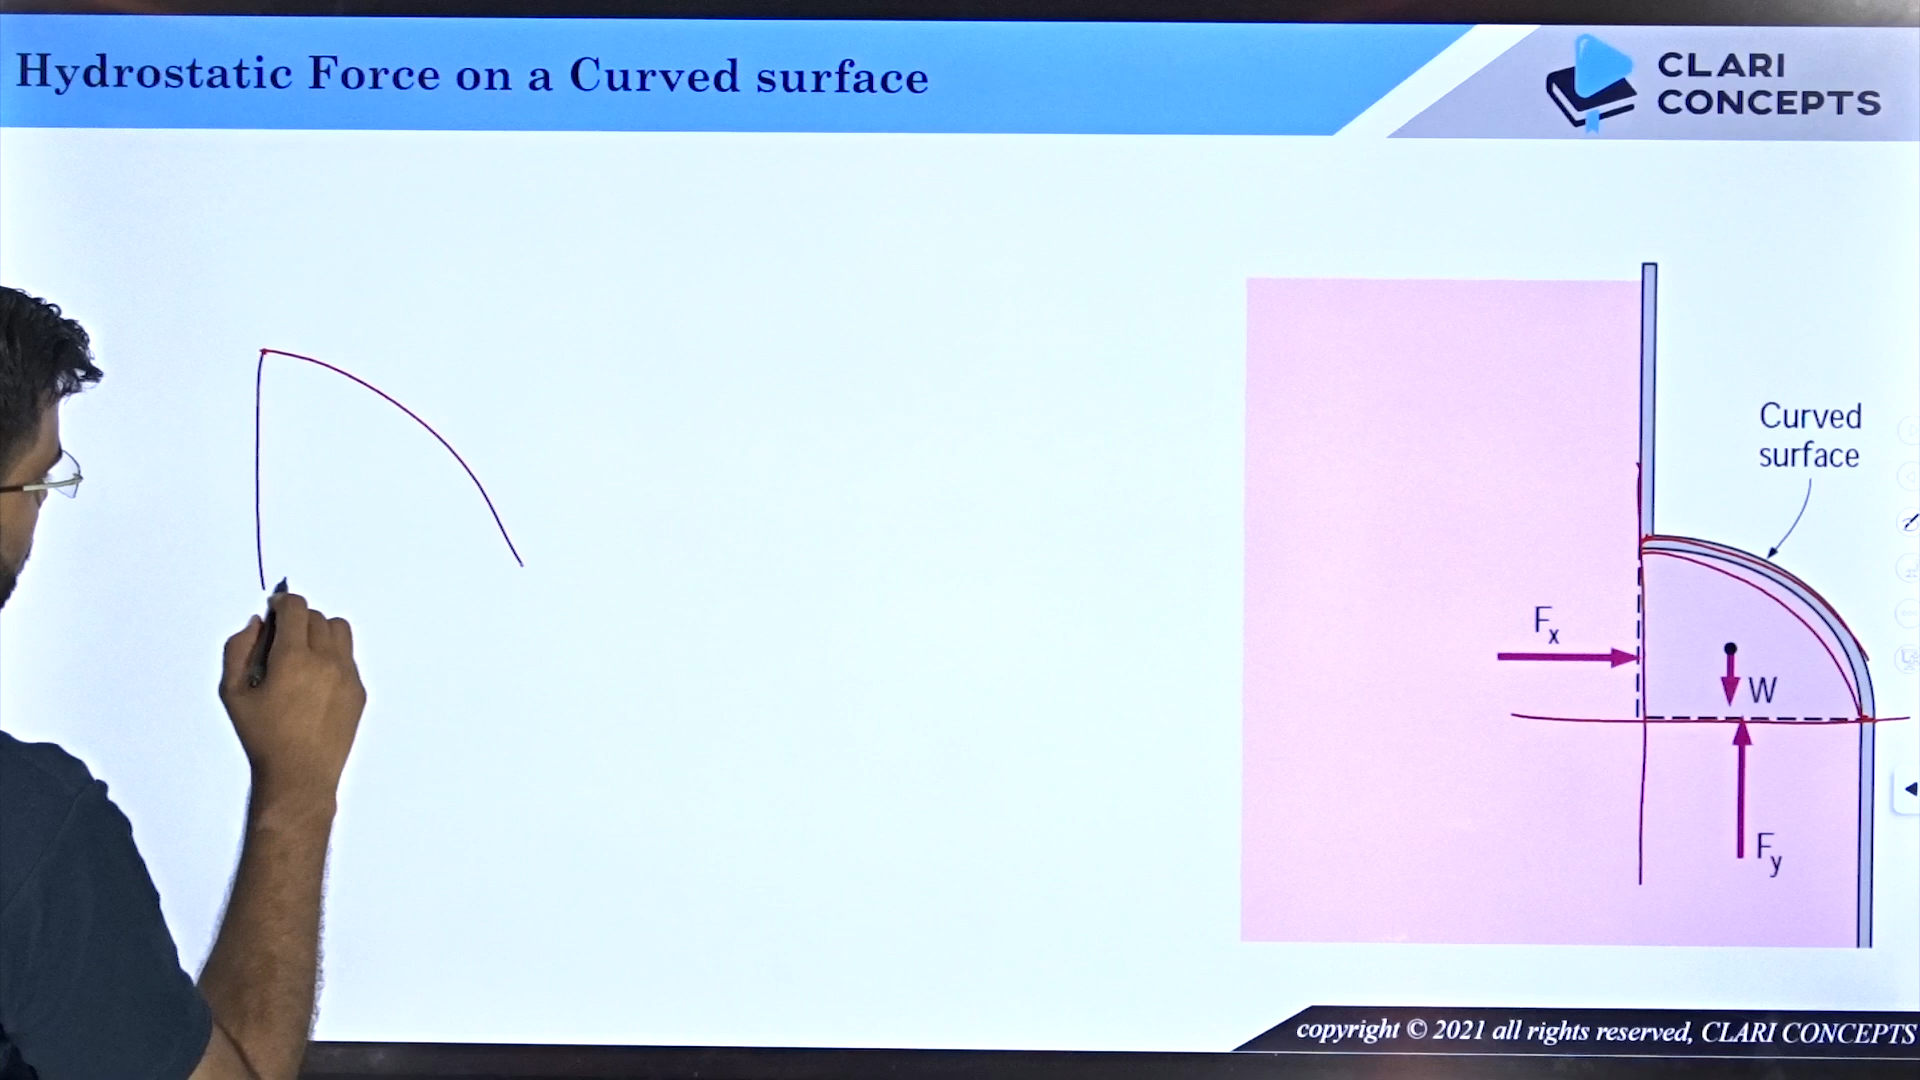 Hydrostatic Force on a Curved surface
CLARI
CONCEPTS
Curved
surface
Fx
W
Fy
copyright © 2021 all rights reserved, CLARI CONCEPTS